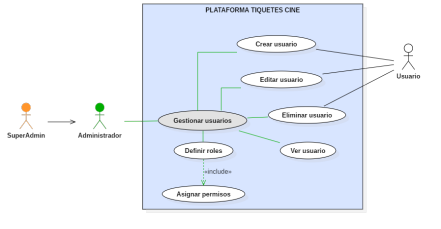 PLATAFORMA TIQUETES CINE
Crear usuario
Editar usuario
Usuario
Eliminar usuario
Gestionar usuarios
SuperAdmin
Administrador
Definir roles
Ver usuario
«include»
Asignar permisos